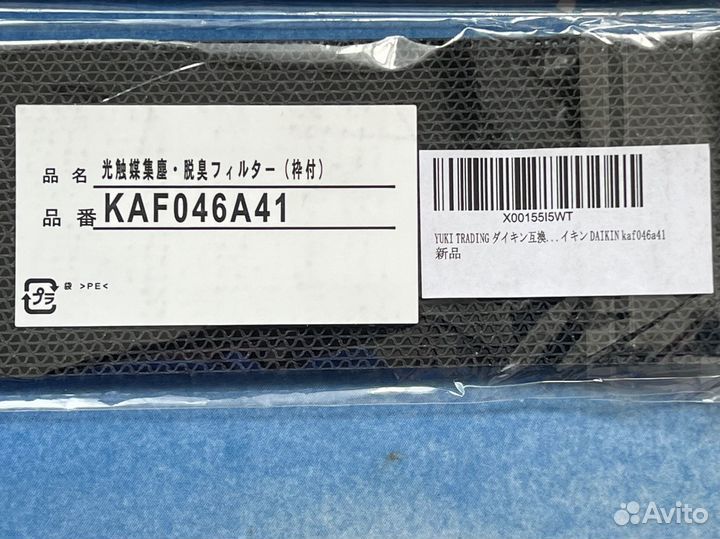 品 名 光触媒集塵・脱臭フィルター(枠付)
品 番 KAF046A41
プラ 袋 >PE<
X00155I5WT
YUKI TRADING ダイキン互換...イキン DAIKIN kaf046a41
新品
Avito